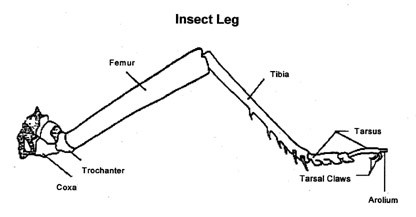 Insect Leg
Femur
Tibia
Tarsus
Trochanter
Tarsal Claws
Coxa
Arolium